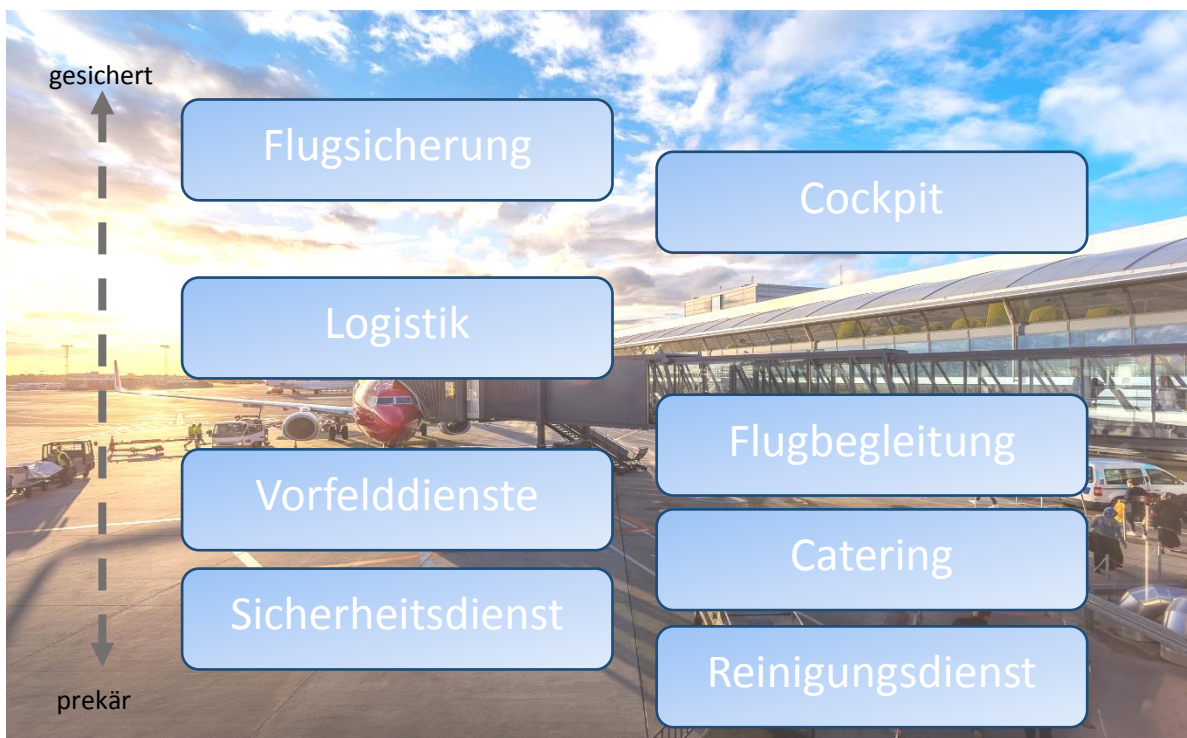 gesichert
Flugsicherung
Cockpit
Logistik
Flugbegleitung
Vorfelddienste
Catering
Sicherheitsdienst
Reinigungsdienst
prekär